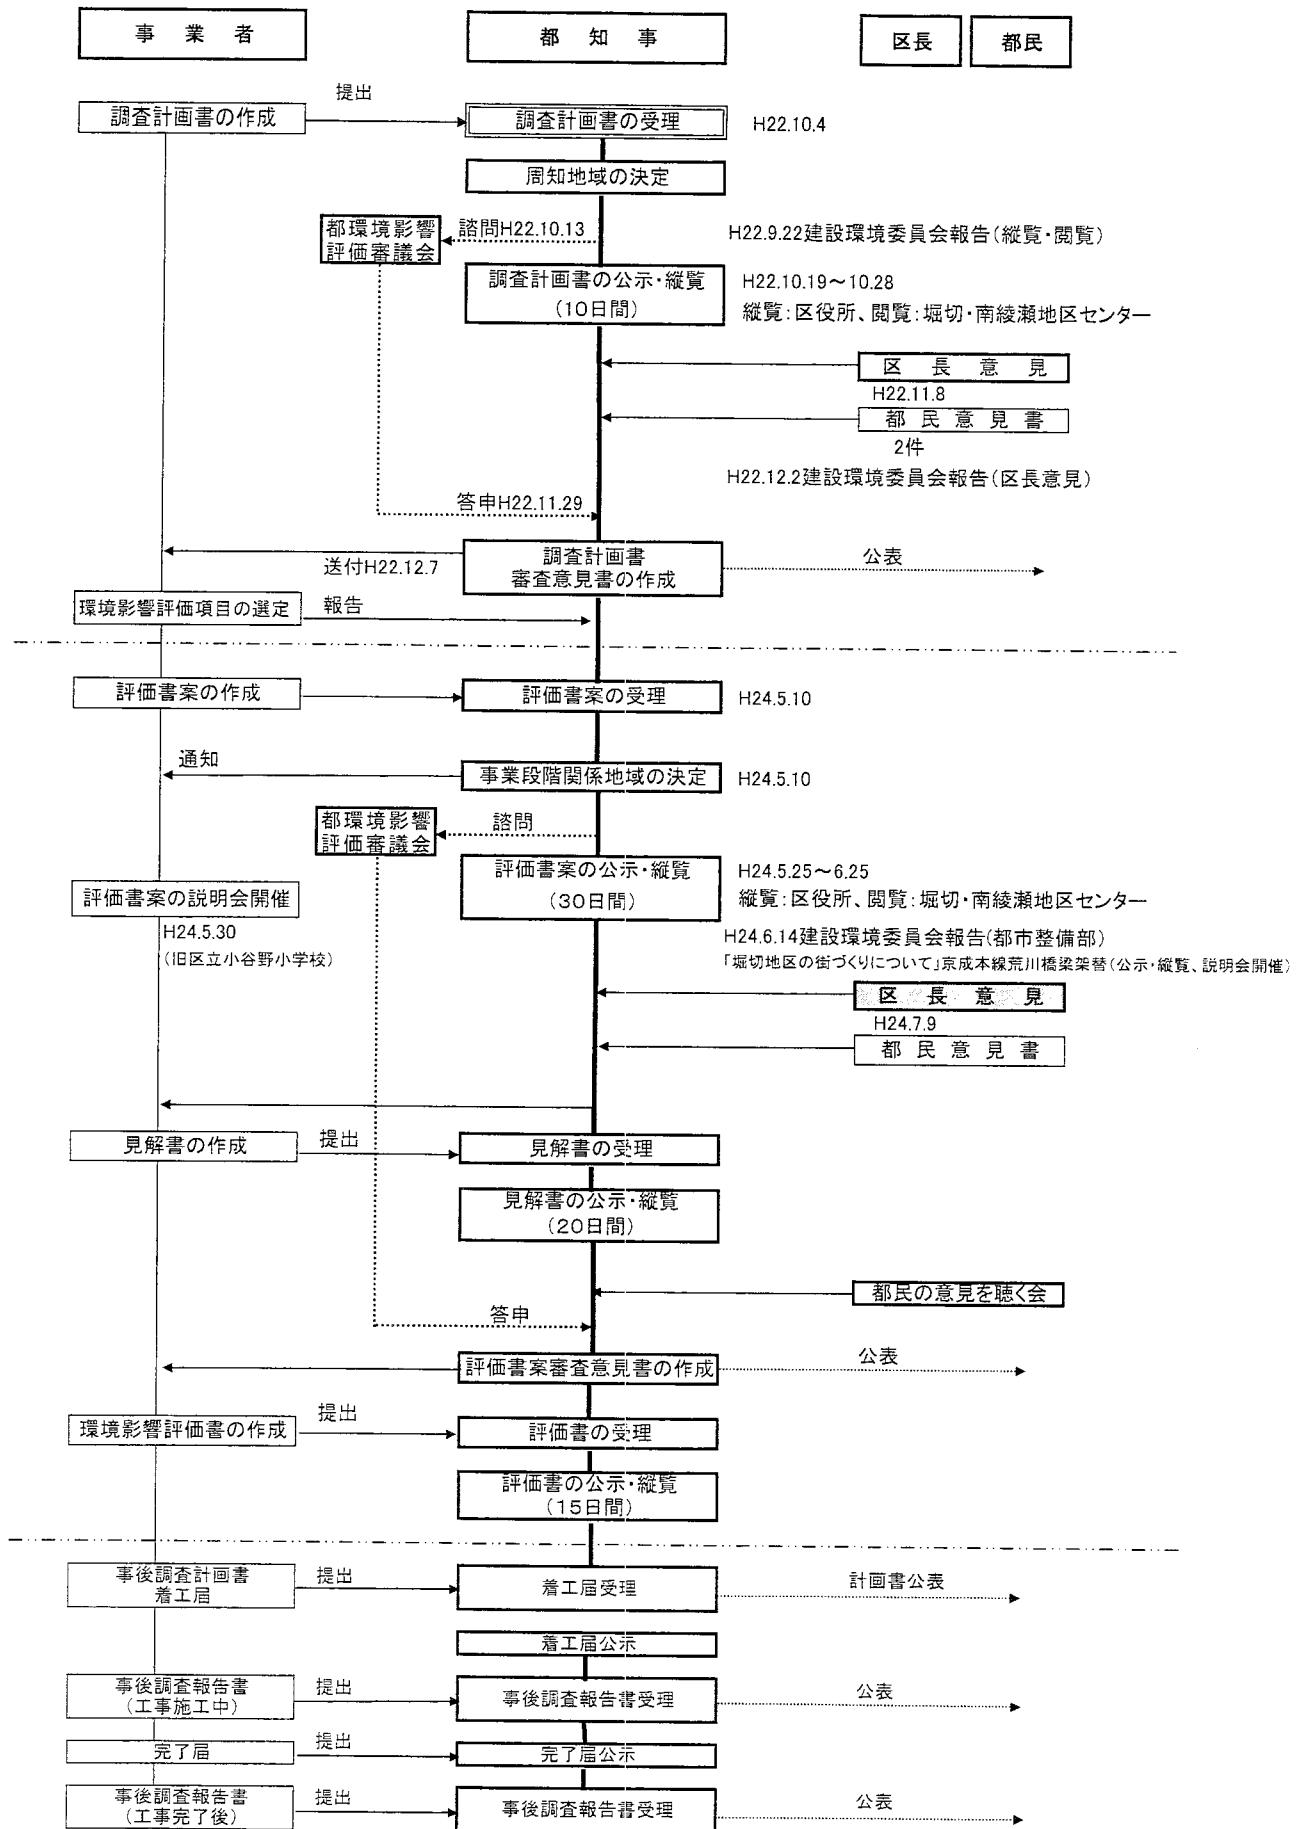 事業者
都知事
区長
都民
提出
調査計画書の作成
調査計画書の受理
H22.10.4
周知地域の決定
都環境影響
評価審議会
諮問H22.10.13
H22.9.22建設環境委員会報告(縦覧・閲覧)
調査計画書の公示・縦覧
(10日間)
H22.10.19～10.28
縦覧:区役所、閲覧:堀切・南綾瀬地区センター
区長意見
H22.11.8
都民意見書
2件
H22.12.2建設環境委員会報告(区長意見)
答申H22.11.29
調査計画書
審査意見書の作成
送付H22.12.7
公表
環境影響評価項目の選定
報告
評価書案の作成
評価書案の受理
H24.5.10
通知
事業段階関係地域の決定
H24.5.10
都環境影響
評価審議会
諮問
評価書案の公示・縦覧
(30日間)
H24.5.25～6.25
縦覧:区役所、閲覧:堀切・南綾瀬地区センター
評価書案の説明会開催
H24.5.30
(旧区立小谷野小学校)
H24.6.14建設環境委員会報告(都市整備部)
「堀切地区の街づくりについて」京成本線荒川橋梁架替(公示・縦覧、説明会開催)
区長意見
H24.7.9
都民意見書
見解書の作成
提出
見解書の受理
見解書の公示・縦覧
(20日間)
都民の意見を聴く会
答申
評価書案審査意見書の作成
公表
環境影響評価書の作成
提出
評価書の受理
評価書の公示・縦覧
(15日間)
事後調査計画書
着工届
提出
着工届受理
計画書公表
着工届公示
事後調査報告書
(工事施工中)
提出
事後調査報告書受理
公表
完了届
提出
完了届公示
事後調査報告書
(工事完了後)
提出
事後調査報告書受理
公表